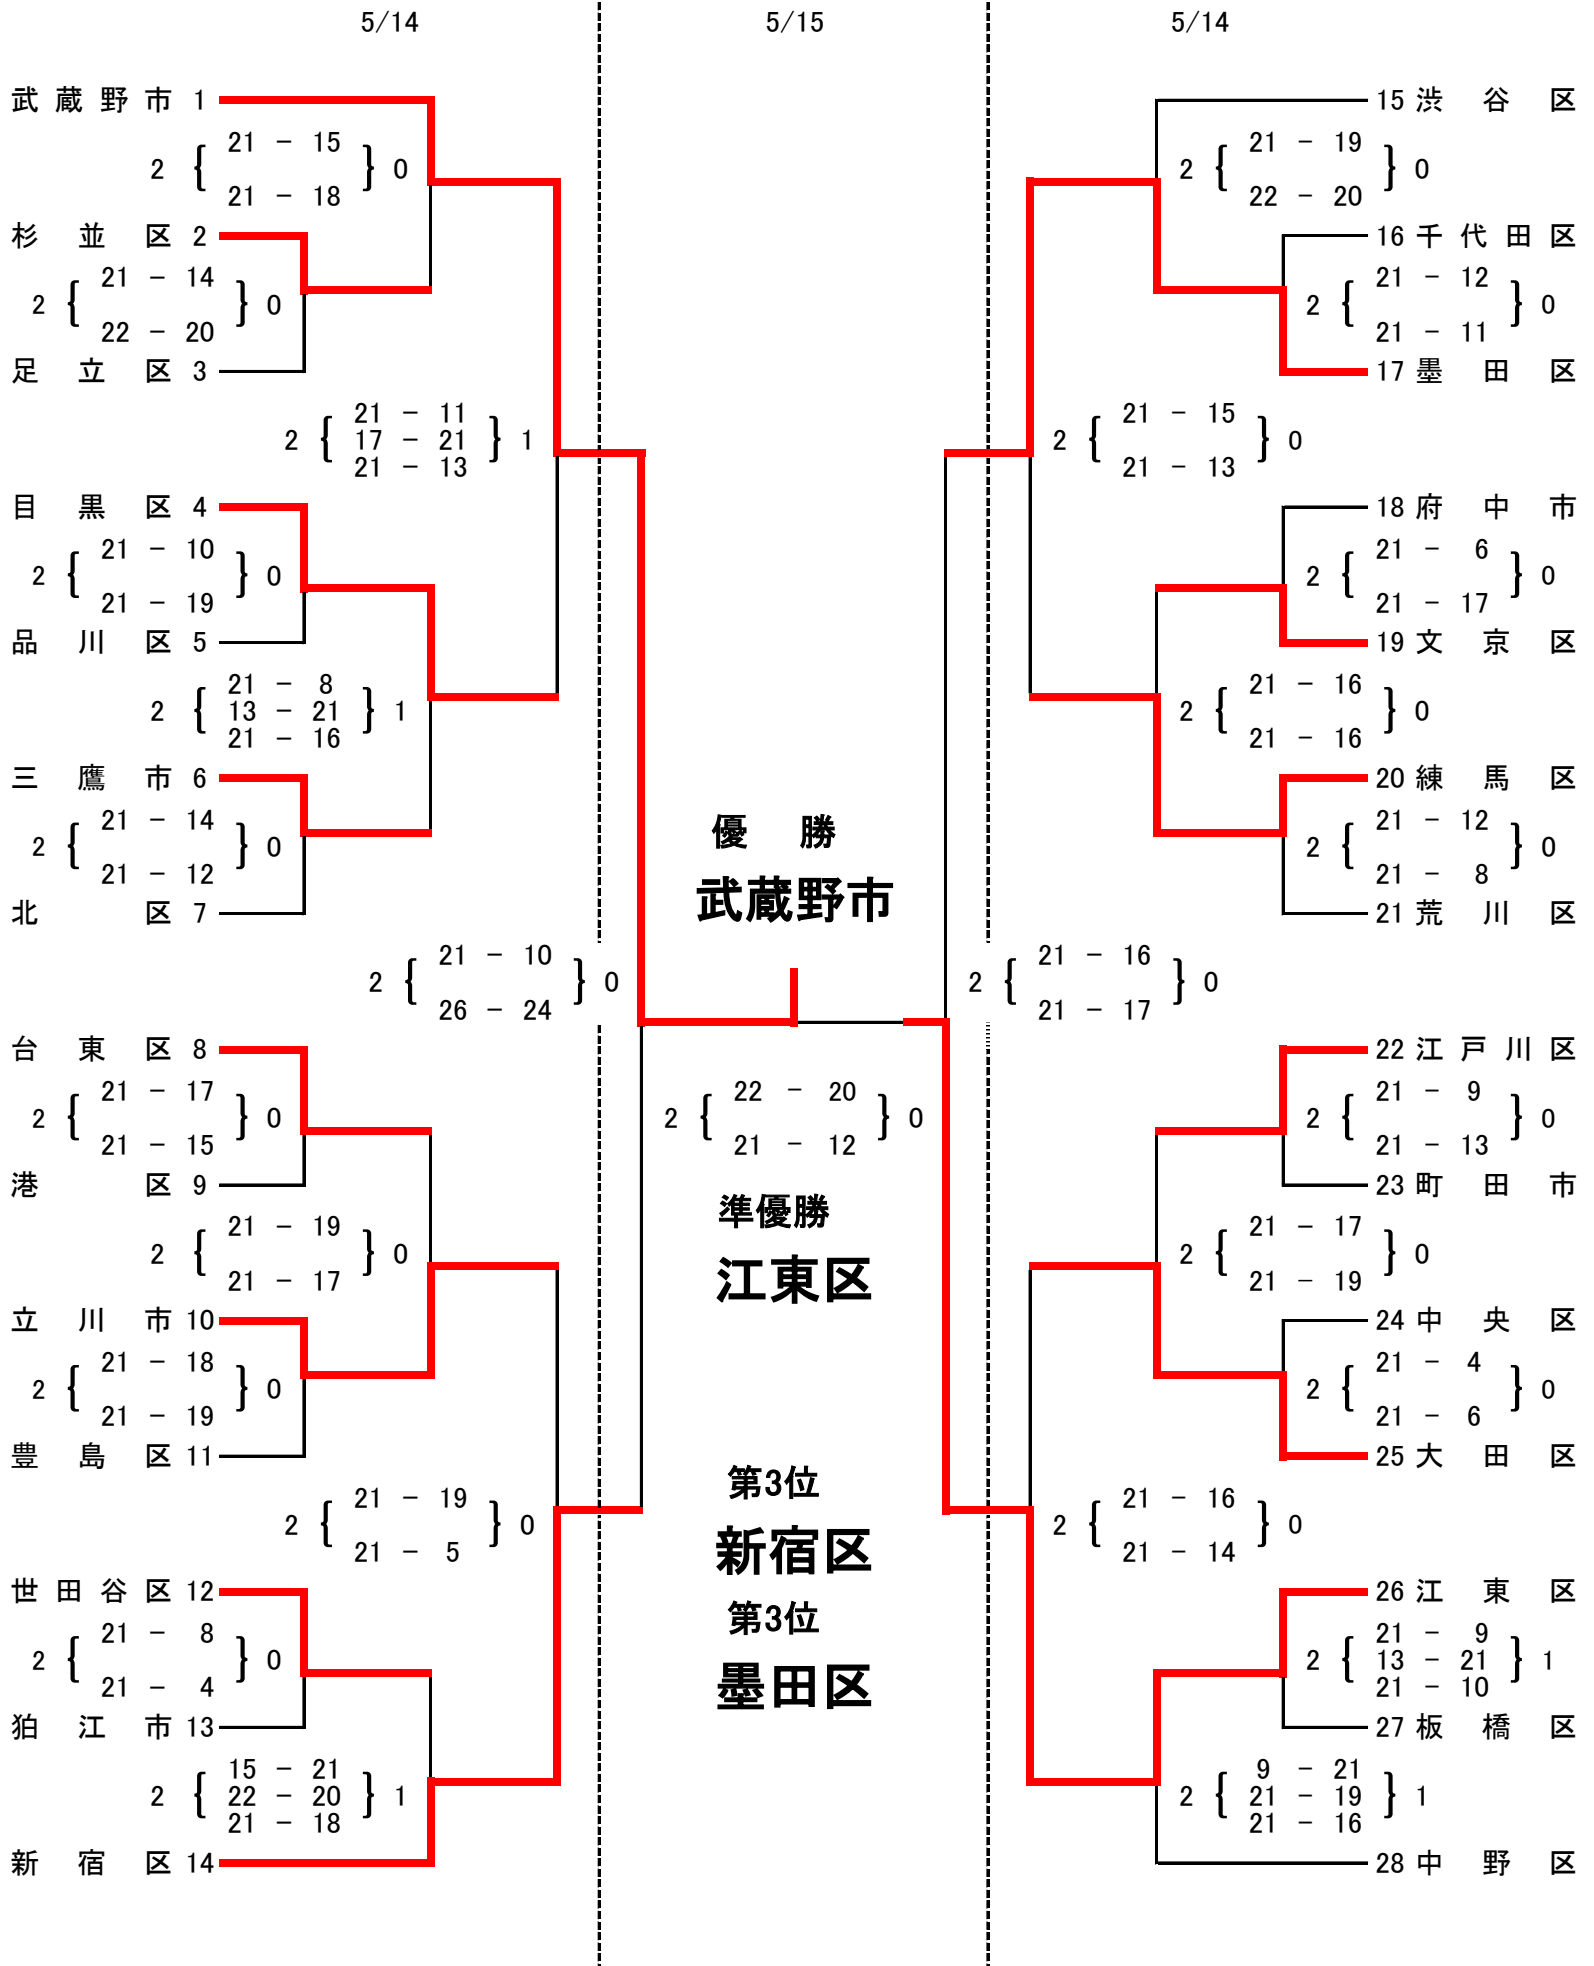 5/14
5/15
5/14
武蔵野市 1
2 { 21 − 15 } 0
21 − 18
杉並区 2
2 { 21 − 14 } 0
22 − 20
足立区 3
2 { 21 − 11 } 1
17 − 21
21 − 13
目黒区 4
2 { 21 − 10 } 0
21 − 19
品川区 5
2 { 21 − 8 } 1
13 − 21
21 − 16
三鷹市 6
2 { 21 − 14 } 0
21 − 12
北区 7
2 { 21 − 10 } 0
26 − 24
台東区 8
2 { 21 − 17 } 0
21 − 15
港区 9
2 { 21 − 19 } 0
21 − 17
立川市 10
2 { 21 − 18 } 0
21 − 19
豊島区 11
2 { 21 − 19 } 0
21 − 5
世田谷区 12
2 { 21 − 8 } 0
21 − 4
狛江市 13
2 { 15 − 21 } 1
22 − 20
21 − 18
新宿区 14
優勝
武蔵野市
2 { 22 − 20 } 0
21 − 12
準優勝
江東区
第3位
新宿区
第3位
墨田区
15 渋谷区
2 { 21 − 19 } 0
22 − 20
16 千代田区
2 { 21 − 12 } 0
21 − 11
17 墨田区
2 { 21 − 15 } 0
21 − 13
18 府中市
2 { 21 − 6 } 0
21 − 17
19 文京区
2 { 21 − 16 } 0
21 − 16
20 練馬区
2 { 21 − 12 } 0
21 − 8
21 荒川区
2 { 21 − 16 } 0
21 − 17
22 江戸川区
2 { 21 − 9 } 0
21 − 13
23 町田市
2 { 21 − 17 } 0
21 − 19
24 中央区
2 { 21 − 4 } 0
21 − 6
25 大田区
2 { 21 − 16 } 0
21 − 14
26 江東区
2 { 21 − 9 } 1
13 − 21
21 − 10
27 板橋区
2 { 9 − 21 } 1
21 − 19
21 − 16
28 中野区